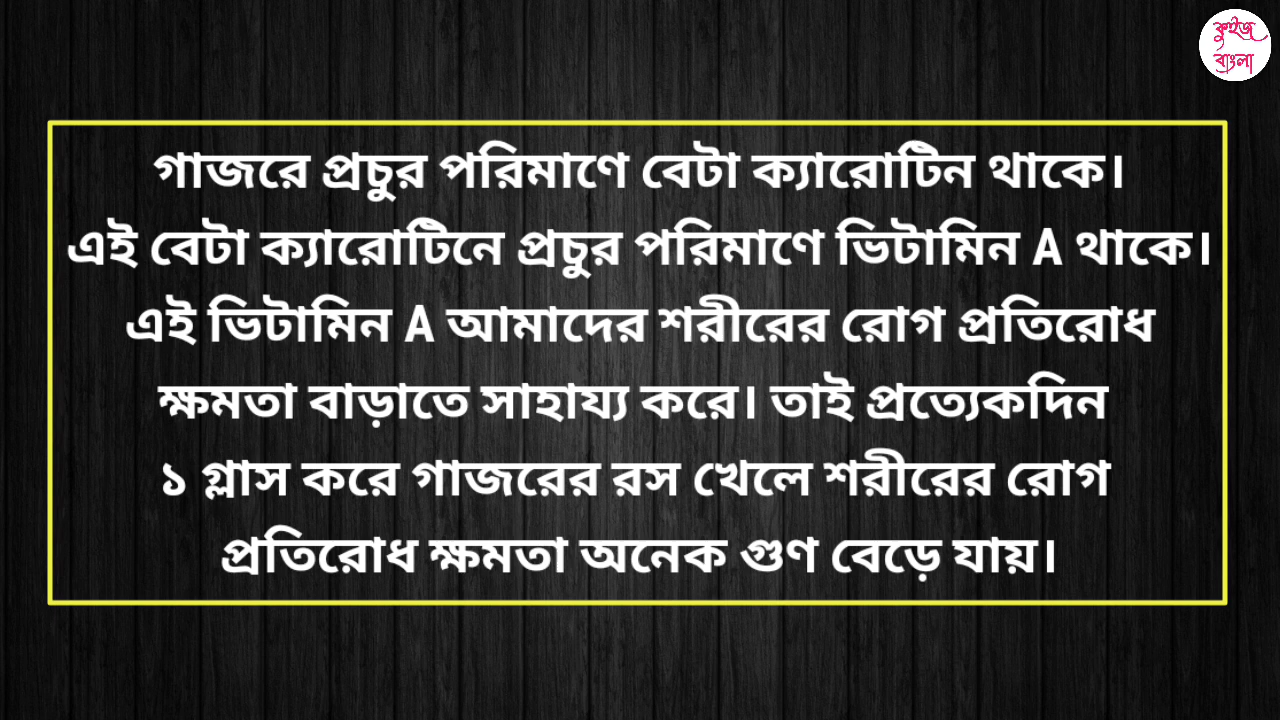 কুইজ
বাংলা
গাজরে প্রচুর পরিমাণে বেটা ক্যারোটিন থাকে।
এই বেটা ক্যারোটিনে প্রচুর পরিমাণে ভিটামিন A থাকে।
এই ভিটামিন A আমাদের শরীরের রোগ প্রতিরোধ
ক্ষমতা বাড়াতে সাহায্য করে। তাই প্রত্যেকদিন
১ গ্লাস করে গাজরের রস খেলে শরীরের রোগ
প্রতিরোধ ক্ষমতা অনেক গুণ বেড়ে যায়।